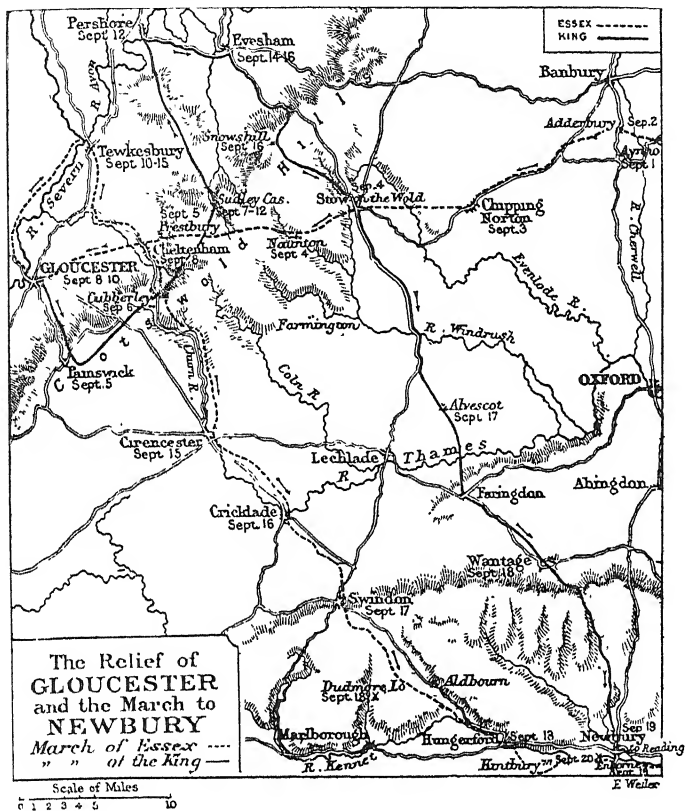 Pershore
Sept. 12
ESSEX
KING
Evesham
Sept. 14-16
Banbury
R. Avon
HILLS
Adderbury
Sep. 2
Aynho
Sept. 1
Snowshill
Sept 16
Tewkesbury
Sept 10-15
R. Severn
Sep. 4
Stow on the Wold
Sudley Cas.
Sept 7-12
Sept 5
Prestbury
Chipping
Norton
Sept. 3
R. Cherwell
Cheltenham
Sept
Naunton
Sept 4
GLOUCESTER
Sept 8 10
Evenlode R.
Cubberley
Sep 6
Cotswold
Farmington
R. Windrush
Painswick
Sept. 5
Churn R
Coln R
OXFORD
Alvescot
Sept 17
Cirencester
Sept 15
Lechlade
R Thames
Faringdon
Abingdon
Cricklade
Sept. 16
Wantage
Sept 18
Swindon
Sept 17
The Relief of
GLOUCESTER
and the March to
NEWBURY
March of Essex
" " of the King
Dudmore Lo
Sept. 18 X
Aldbourn
Marlborough
Hungerford
Sept. 13
Newbury
Sep 19
to Reading
R. Kennet
Kintbury
Sept 20
Enborne
Sept. 19
E Weller
Scale of Miles
0 1 2 3 4 5 10